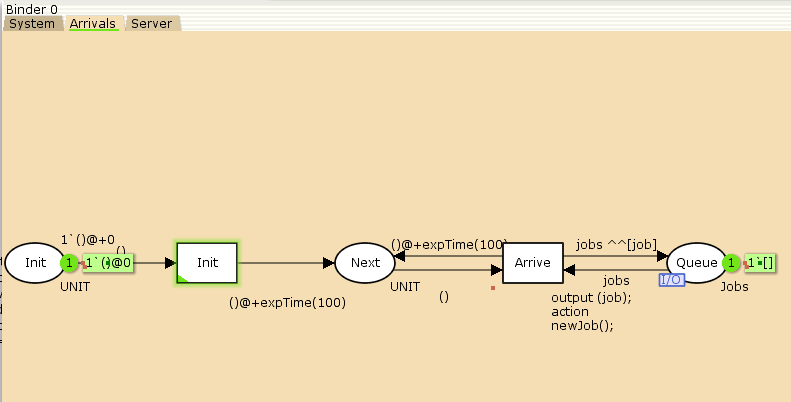 Binder 0
System Arrivals Server
1`()@+0
()
Init 1 1`()@0 Init Next Arrive Queue 1 1`[]
()@+expTime(100) jobs ^^[job]
UNIT UNIT () jobs I/O Jobs
()@+expTime(100)
output (job);
action
newJob();